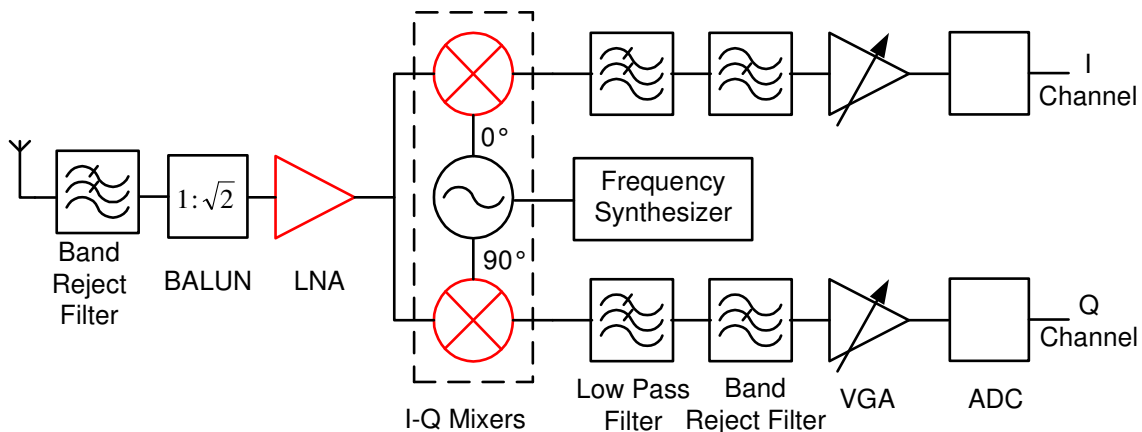 I
Channel
0°
Frequency
Synthesizer
1:√2
Band
Reject
Filter
BALUN
LNA
90°
Q
Channel
Low Pass
Filter
Band
Reject Filter
VGA
ADC
I-Q Mixers